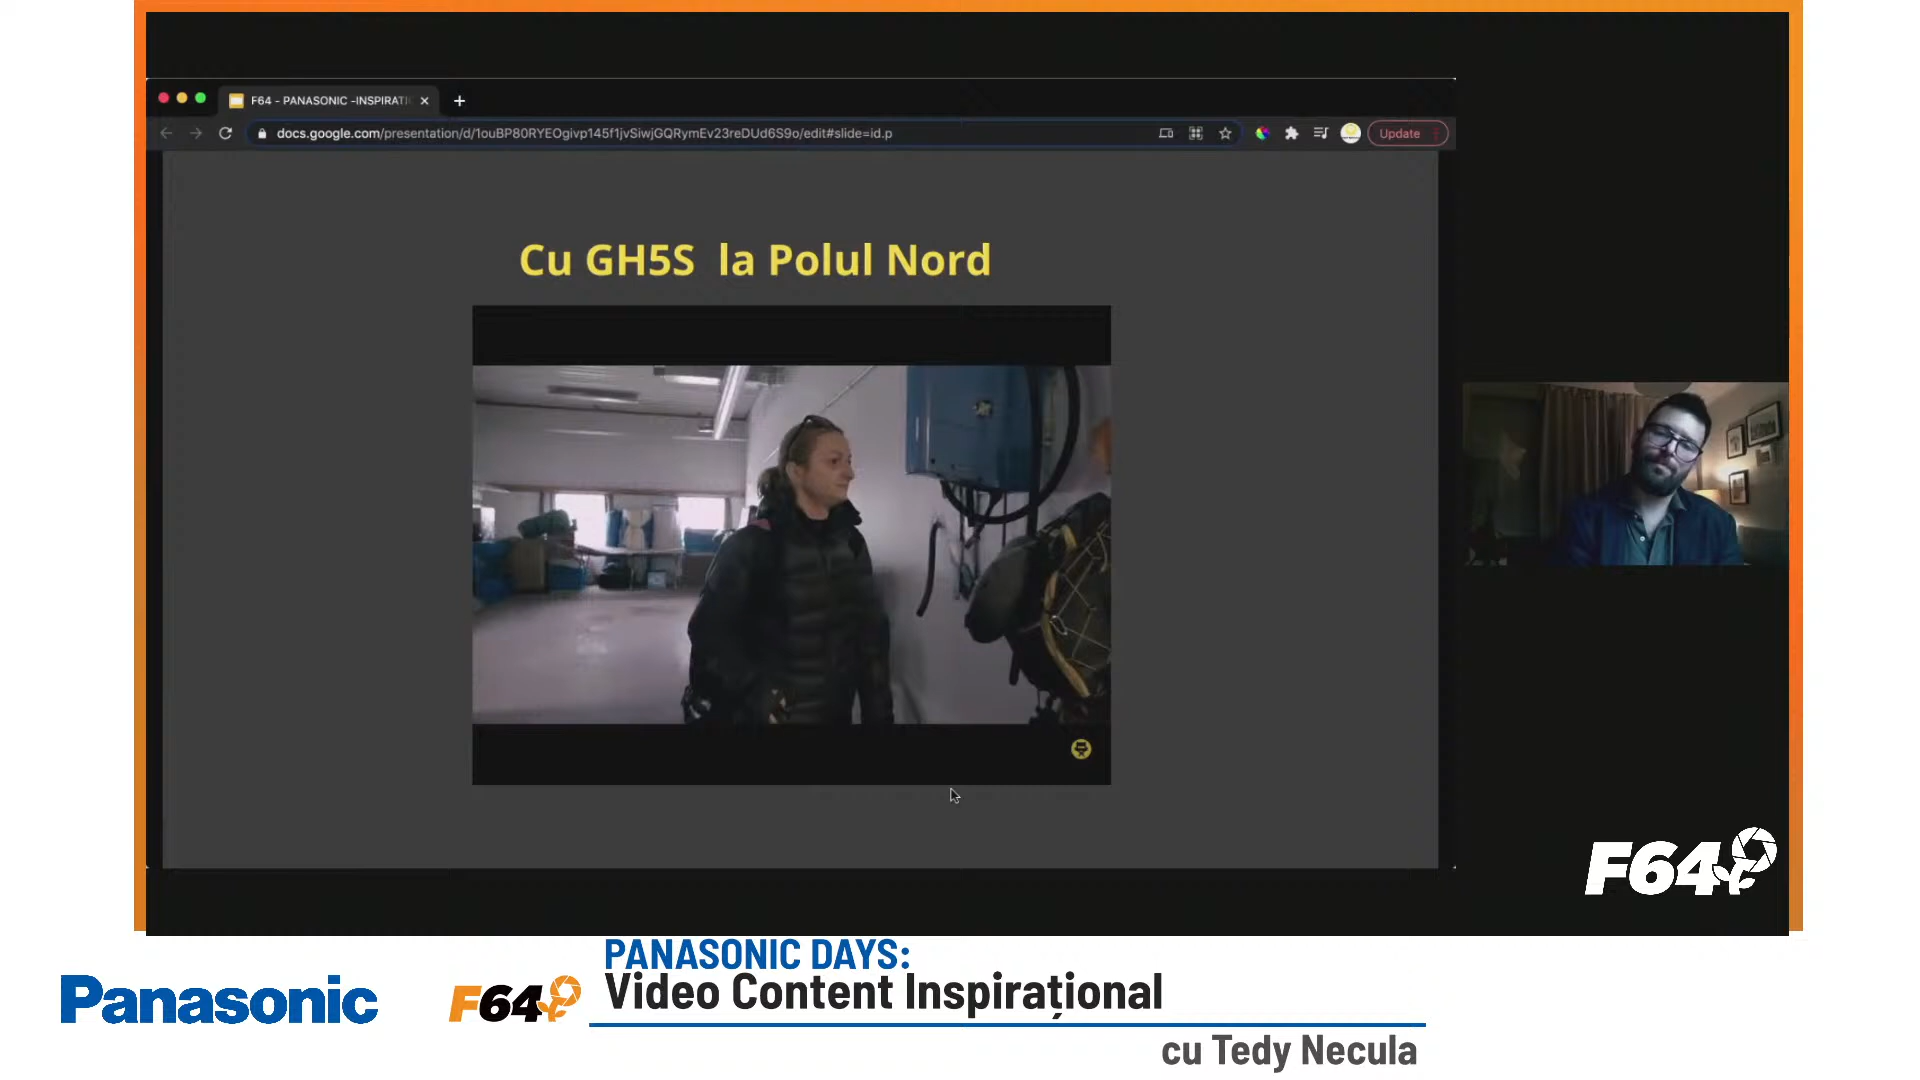 F64 - PANASONIC -INSPIRATI
docs.google.com/presentation/d/1ouBP80RYEOgivp145f1jvSiwjGQRymEv23reDUd6S9o/edit#slide=id.p
Update
Cu GH5S la Polul Nord
F64
PANASONIC DAYS:
Panasonic
F64
Video Content Inspirațional
cu Tedy Necula